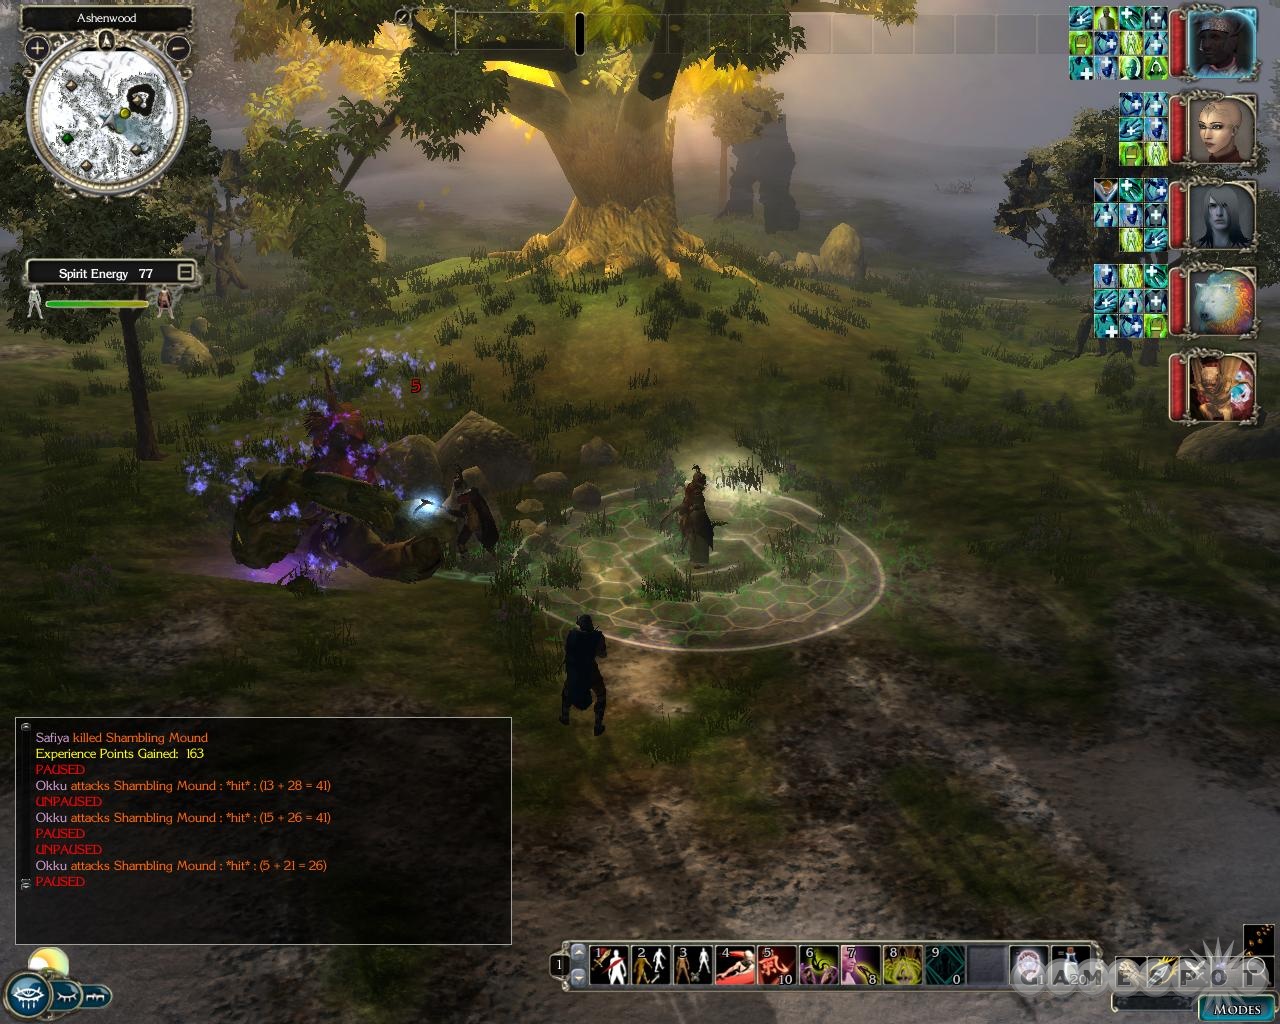 Ashenwood
Spirit Energy 77
5
Safiya killed Shambling Mound
Experience Points Gained: 163
PAUSED
Okku attacks Shambling Mound : *hit* : (13 + 28 = 41)
UNPAUSED
Okku attacks Shambling Mound : *hit* : (15 + 26 = 41)
PAUSED
UNPAUSED
Okku attacks Shambling Mound : *hit* : (5 + 21 = 26)
PAUSED
1
1 2 3 4 5 6 7 8 9
10 8 0
GAMESPOT
MODES